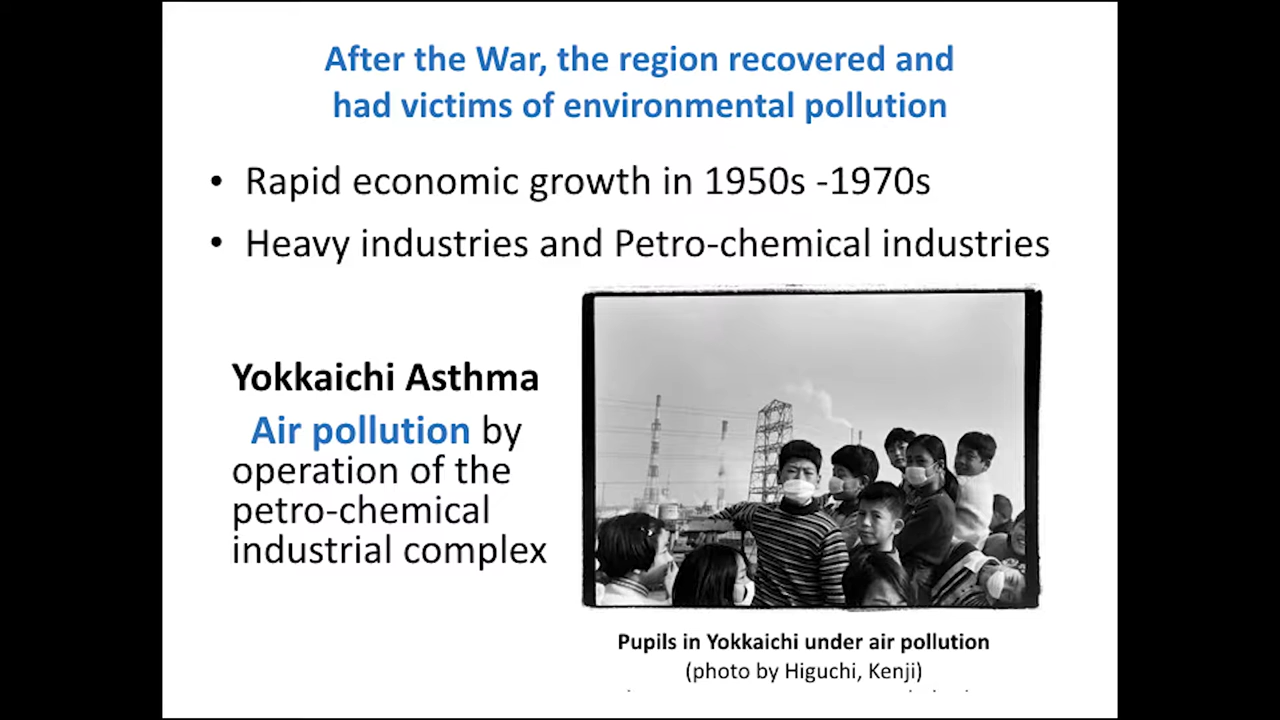 After the War, the region recovered and
had victims of environmental pollution
• Rapid economic growth in 1950s -1970s
• Heavy industries and Petro-chemical industries
Yokkaichi Asthma
Air pollution by
operation of the
petro-chemical
industrial complex
Pupils in Yokkaichi under air pollution
(photo by Higuchi, Kenji)